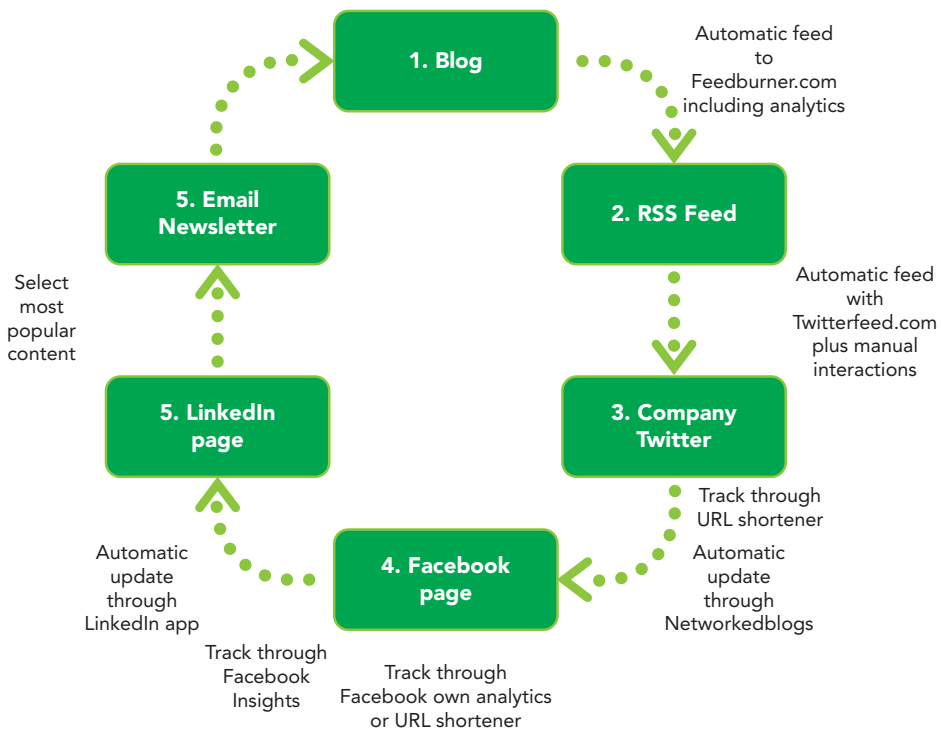 1. Blog
Automatic feed
to
Feedburner.com
including analytics
2. RSS Feed
Automatic feed
with
Twitterfeed.com
plus manual
interactions
3. Company
Twitter
Track through
URL shortener
Automatic
update
through
Networkedblogs
4. Facebook
page
Track through
Facebook own analytics
or URL shortener
Track through
Facebook
Insights
Automatic
update
through
LinkedIn app
5. LinkedIn
page
Select
most
popular
content
5. Email
Newsletter